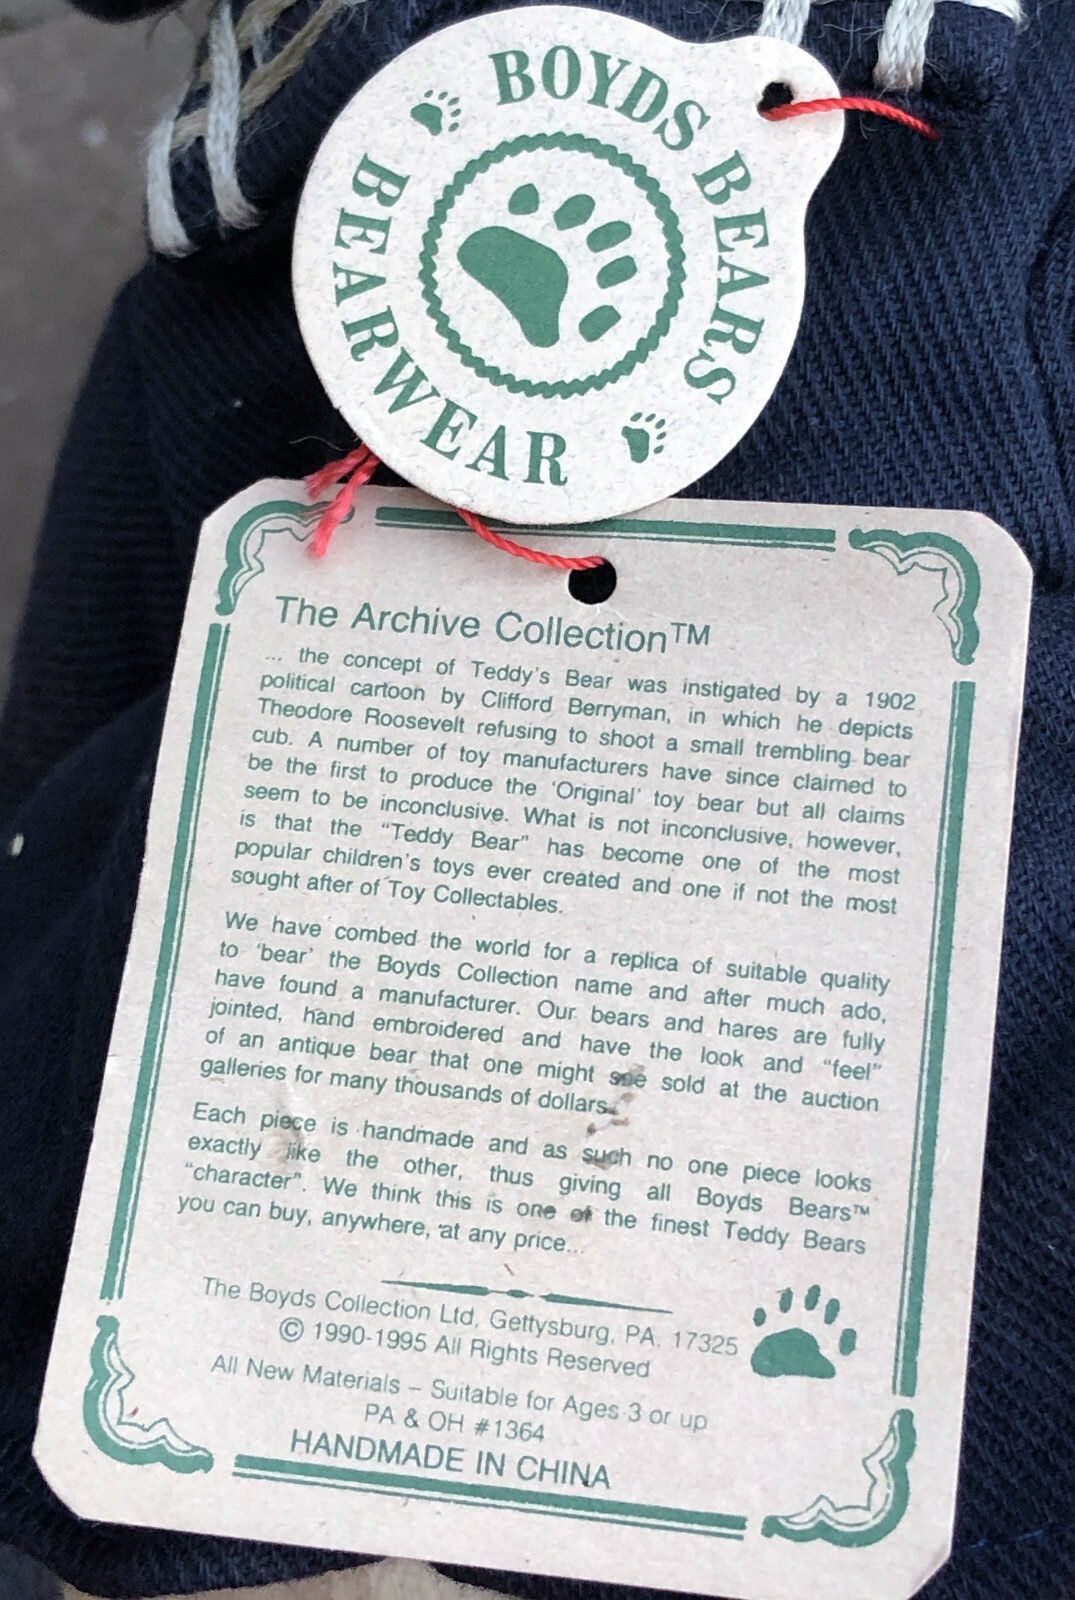 BOYDS BEARS
BEARWEAR
The Archive Collection™
... the concept of Teddy's Bear was instigated by a 1902
political cartoon by Clifford Berryman, in which he depicts
Theodore Roosevelt refusing to shoot a small trembling bear
cub. A number of toy manufacturers have since claimed to
be the first to produce the 'Original' toy bear but all claims
seem to be inconclusive. What is not inconclusive, however,
is that the "Teddy Bear" has become one of the most
popular children's toys ever created and one if not the most
sought after of Toy Collectables.
We have combed the world for a replica of suitable quality
to 'bear' the Boyds Collection name and after much ado,
have found a manufacturer. Our bears and hares are fully
jointed, hand embroidered and have the look and "feel"
of an antique bear that one might see sold at the auction
galleries for many thousands of dollars.
Each piece is handmade and as such no one piece looks
exactly like the other, thus giving all Boyds Bears™
"character". We think this is one of the finest Teddy Bears
you can buy, anywhere, at any price...
The Boyds Collection Ltd, Gettysburg, PA. 17325
© 1990-1995 All Rights Reserved
All New Materials – Suitable for Ages 3 or up
PA & OH #1364
HANDMADE IN CHINA